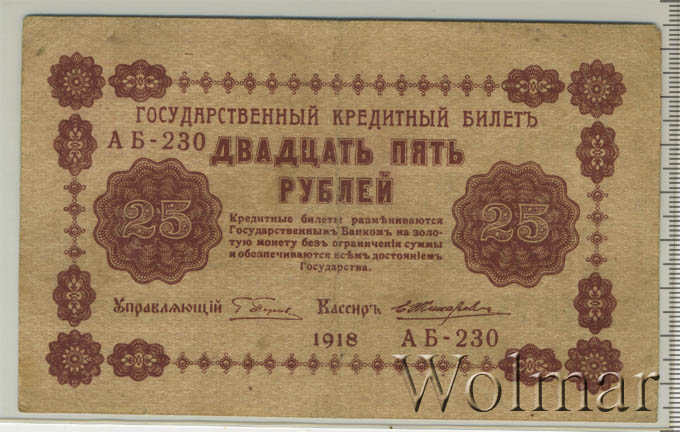 ГОСУДАРСТВЕННЫЙ КРЕДИТНЫЙ БИЛЕТЪ
АБ-230
ДВАДЦАТЬ ПЯТЬ
РУБЛЕЙ
25
25
Кредитные билеты размѣниваются
Государственнымъ Банкомъ на золо-
тую монету безъ ограниченія суммы
и обезпечиваются всѣмъ достояніемъ
Государства.
Управляющій
Кассиръ
1918
АБ-230
Wolmar